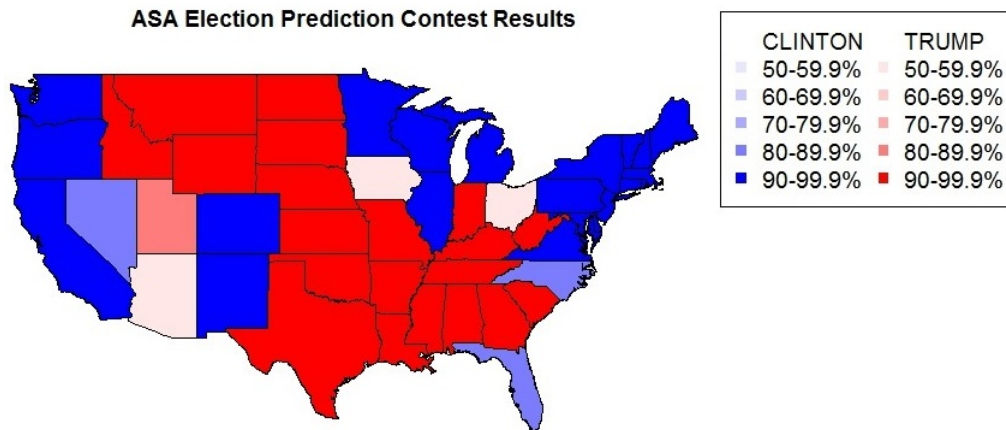 ASA Election Prediction Contest Results
CLINTON TRUMP
50-59.9% 50-59.9%
60-69.9% 60-69.9%
70-79.9% 70-79.9%
80-89.9% 80-89.9%
90-99.9% 90-99.9%